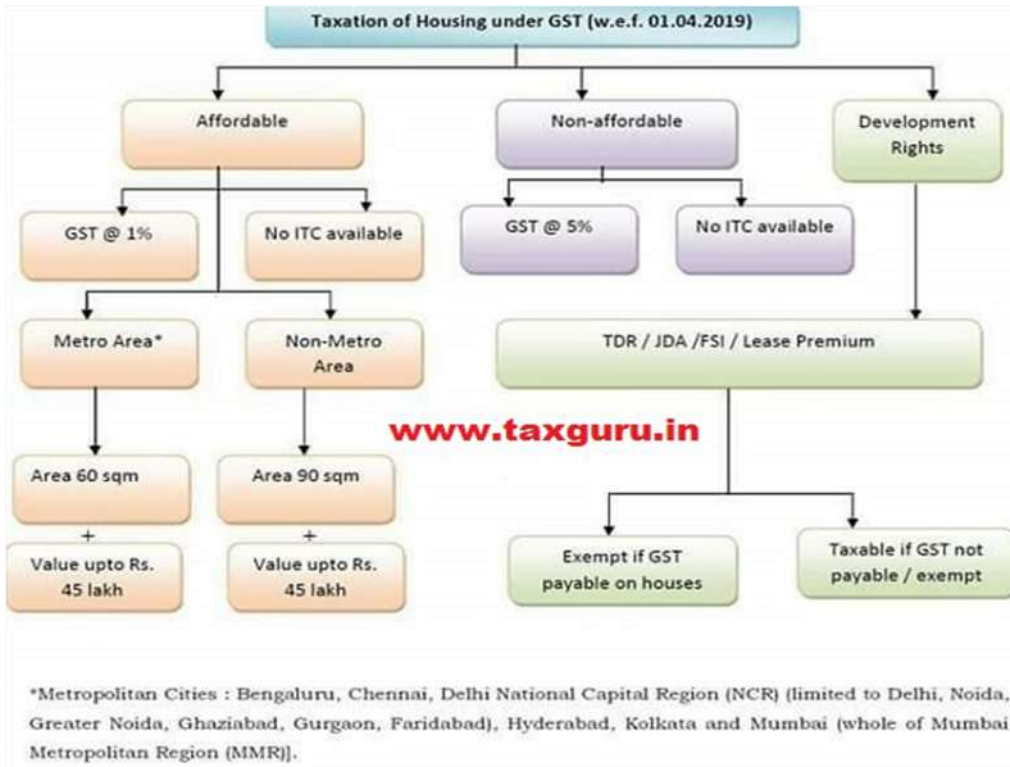 Taxation of Housing under GST (w.e.f. 01.04.2019)
Affordable
Non-affordable
Development
Rights
GST @ 1%
No ITC available
GST @ 5%
No ITC available
Metro Area*
Non-Metro
Area
TDR / JDA /FSI / Lease Premium
www.taxguru.in
Area 60 sqm
+
Value upto Rs.
45 lakh
Area 90 sqm
+
Value upto Rs.
45 lakh
Exempt if GST
payable on houses
Taxable if GST not
payable / exempt
*Metropolitan Cities : Bengaluru, Chennai, Delhi National Capital Region (NCR) (limited to Delhi, Noida,
Greater Noida, Ghaziabad, Gurgaon, Faridabad), Hyderabad, Kolkata and Mumbai (whole of Mumbai
Metropolitan Region (MMR)].